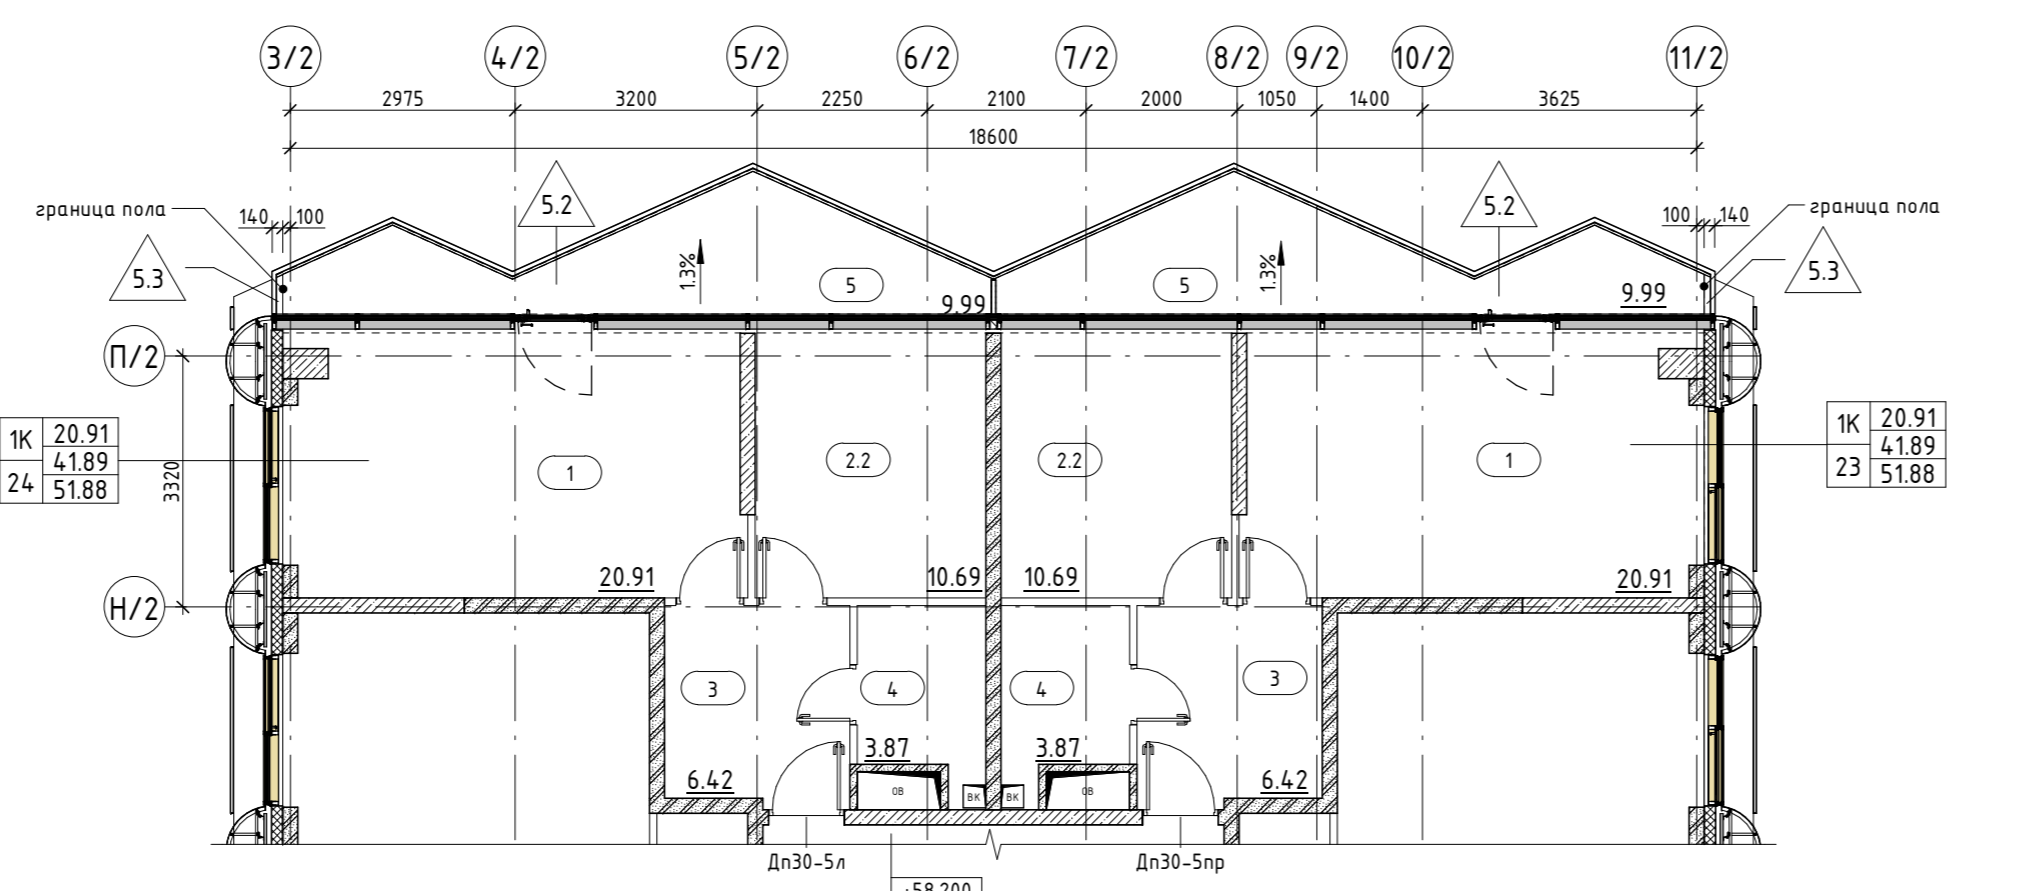 3/2 4/2 5/2 6/2 7/2 8/2 9/2 10/2 11/2
2975 3200 2250 2100 2000 1050 1400 3625
18600
граница пола 140 100 5.2 5.2 100 140 граница пола
5.3 1.3% 5 5 1.3% 5.3
9.99 9.99
П/2
1К 20.91
41.89
24 51.88
3320
1 2.2 2.2 1
1К 20.91
41.89
23 51.88
20.91 10.69 10.69 20.91
Н/2
3 4 4 3
3.87 3.87
6.42 6.42
ОВ ВК ВК ОВ
Дп30-5л Дп30-5пр
+58.200